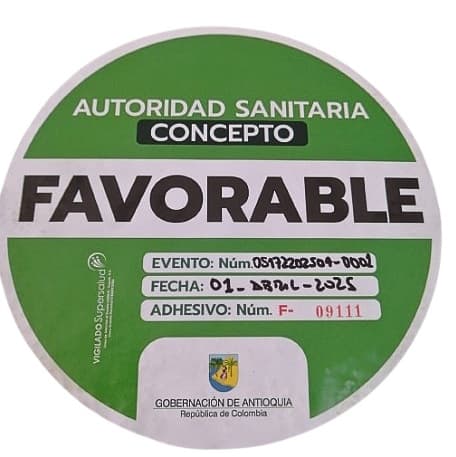 AUTORIDAD SANITARIA
CONCEPTO
FAVORABLE
EVENTO: Núm. 05172202504-0001
FECHA: 01-ABRIL-2025
ADHESIVO: Núm. F- 09111
VIGILADO Supersalud
GOBERNACIÓN DE ANTIOQUIA
República de Colombia